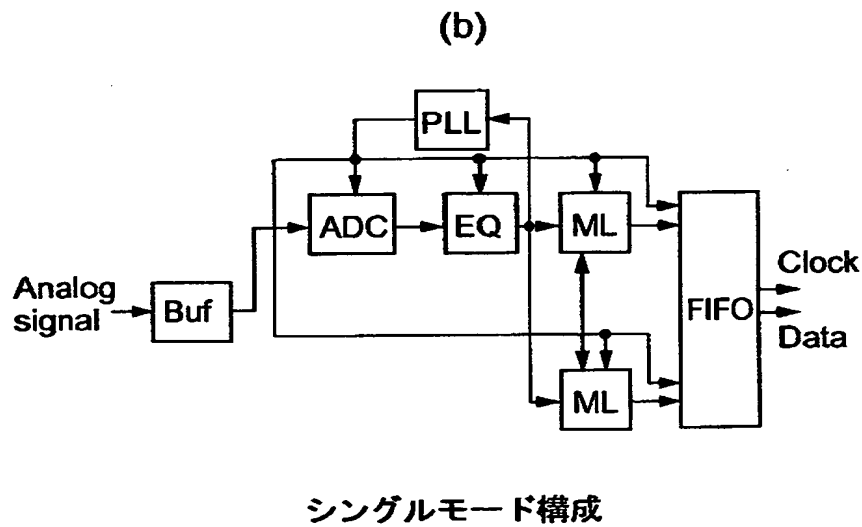 (b)
PLL
ADC
EQ
ML
Analog
signal
Buf
FIFO
Clock
Data
ML
シングルモード構成